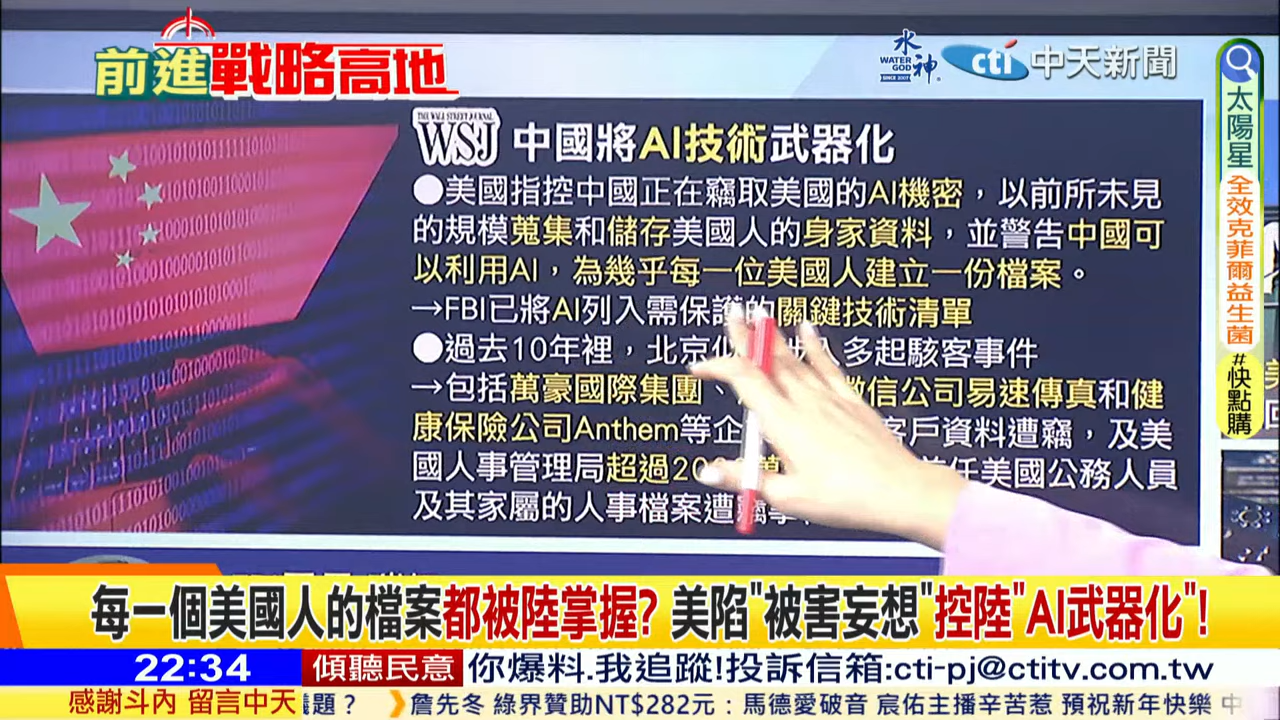 前進戰略高地
水神
WATER GOD
SINCE 2007
cti 中天新聞
THE WALL STREET JOURNAL
WSJ 中國將AI技術武器化
●美國指控中國正在竊取美國的AI機密，以前所未見
的規模蒐集和儲存美國人的身家資料，並警告中國可
以利用AI，為幾乎每一位美國人建立一份檔案。
→FBI已將AI列入需保護的關鍵技術清單
●過去10年裡，北京似 入多起駭客事件
→包括萬豪國際集團、 徵信公司易速傳真和健
康保險公司Anthem等企 客戶資料遭竊，及美
國人事管理局超過20 萬 任美國公務人員
及其家屬的人事檔案遭竊
太陽星
全效克菲爾益生菌
#快點購
每一個美國人的檔案都被陸掌握? 美陷"被害妄想"控陸"AI武器化"!
22:34 傾聽民意 你爆料.我追蹤!投訴信箱:cti-pj@ctitv.com.tw
感謝斗內 留言中天 議題？ 詹先冬 綠界贊助NT$282元：馬德愛破音 宸佑主播辛苦惹 預祝新年快樂 中